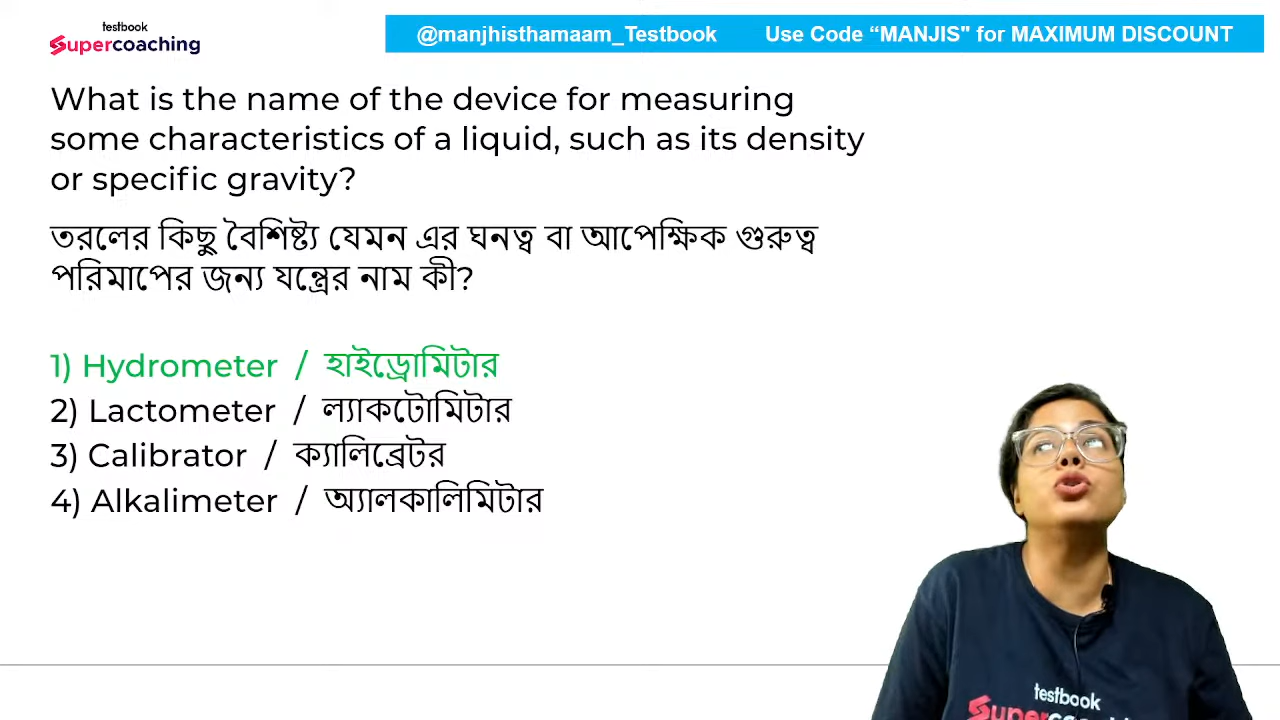 testbook
Supercoaching
@manjhisthamaam_Testbook Use Code “MANJIS" for MAXIMUM DISCOUNT
What is the name of the device for measuring
some characteristics of a liquid, such as its density
or specific gravity?
তরলের কিছু বৈশিষ্ট্য যেমন এর ঘনত্ব বা আপেক্ষিক গুরুত্ব
পরিমাপের জন্য যন্ত্রের নাম কী?
1) Hydrometer / হাইড্রোমিটার
2) Lactometer / ল্যাকটোমিটার
3) Calibrator / ক্যালিব্রেটর
4) Alkalimeter / অ্যালকালিমিটার
testbook